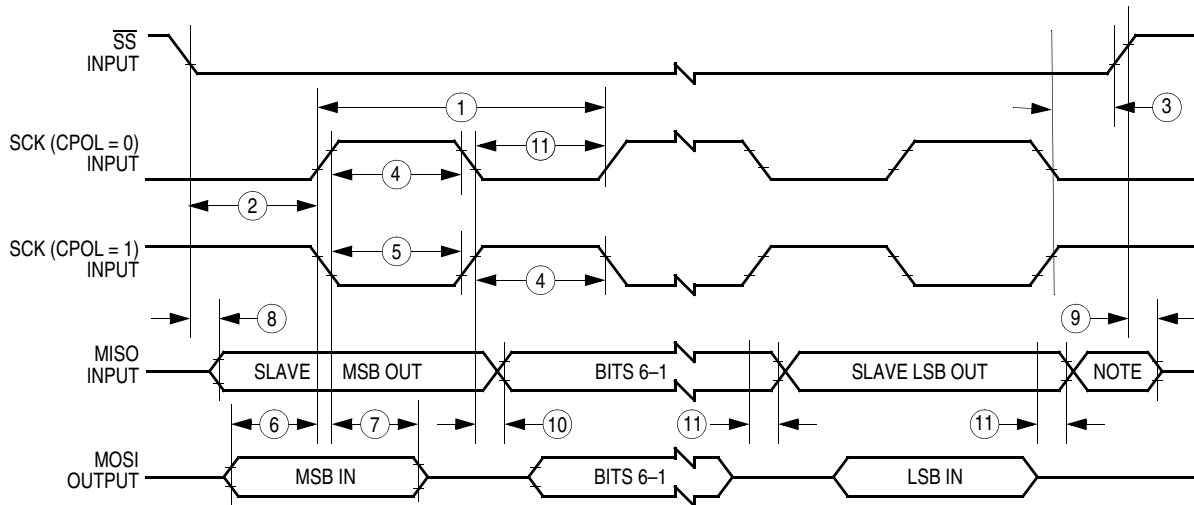 SS
INPUT
1
3
SCK (CPOL = 0)
INPUT
11
4
2
SCK (CPOL = 1)
INPUT
5
4
8
9
MISO
INPUT
SLAVE MSB OUT
BITS 6–1
SLAVE LSB OUT
NOTE
6
7
10
11
11
MOSI
OUTPUT
MSB IN
BITS 6–1
LSB IN